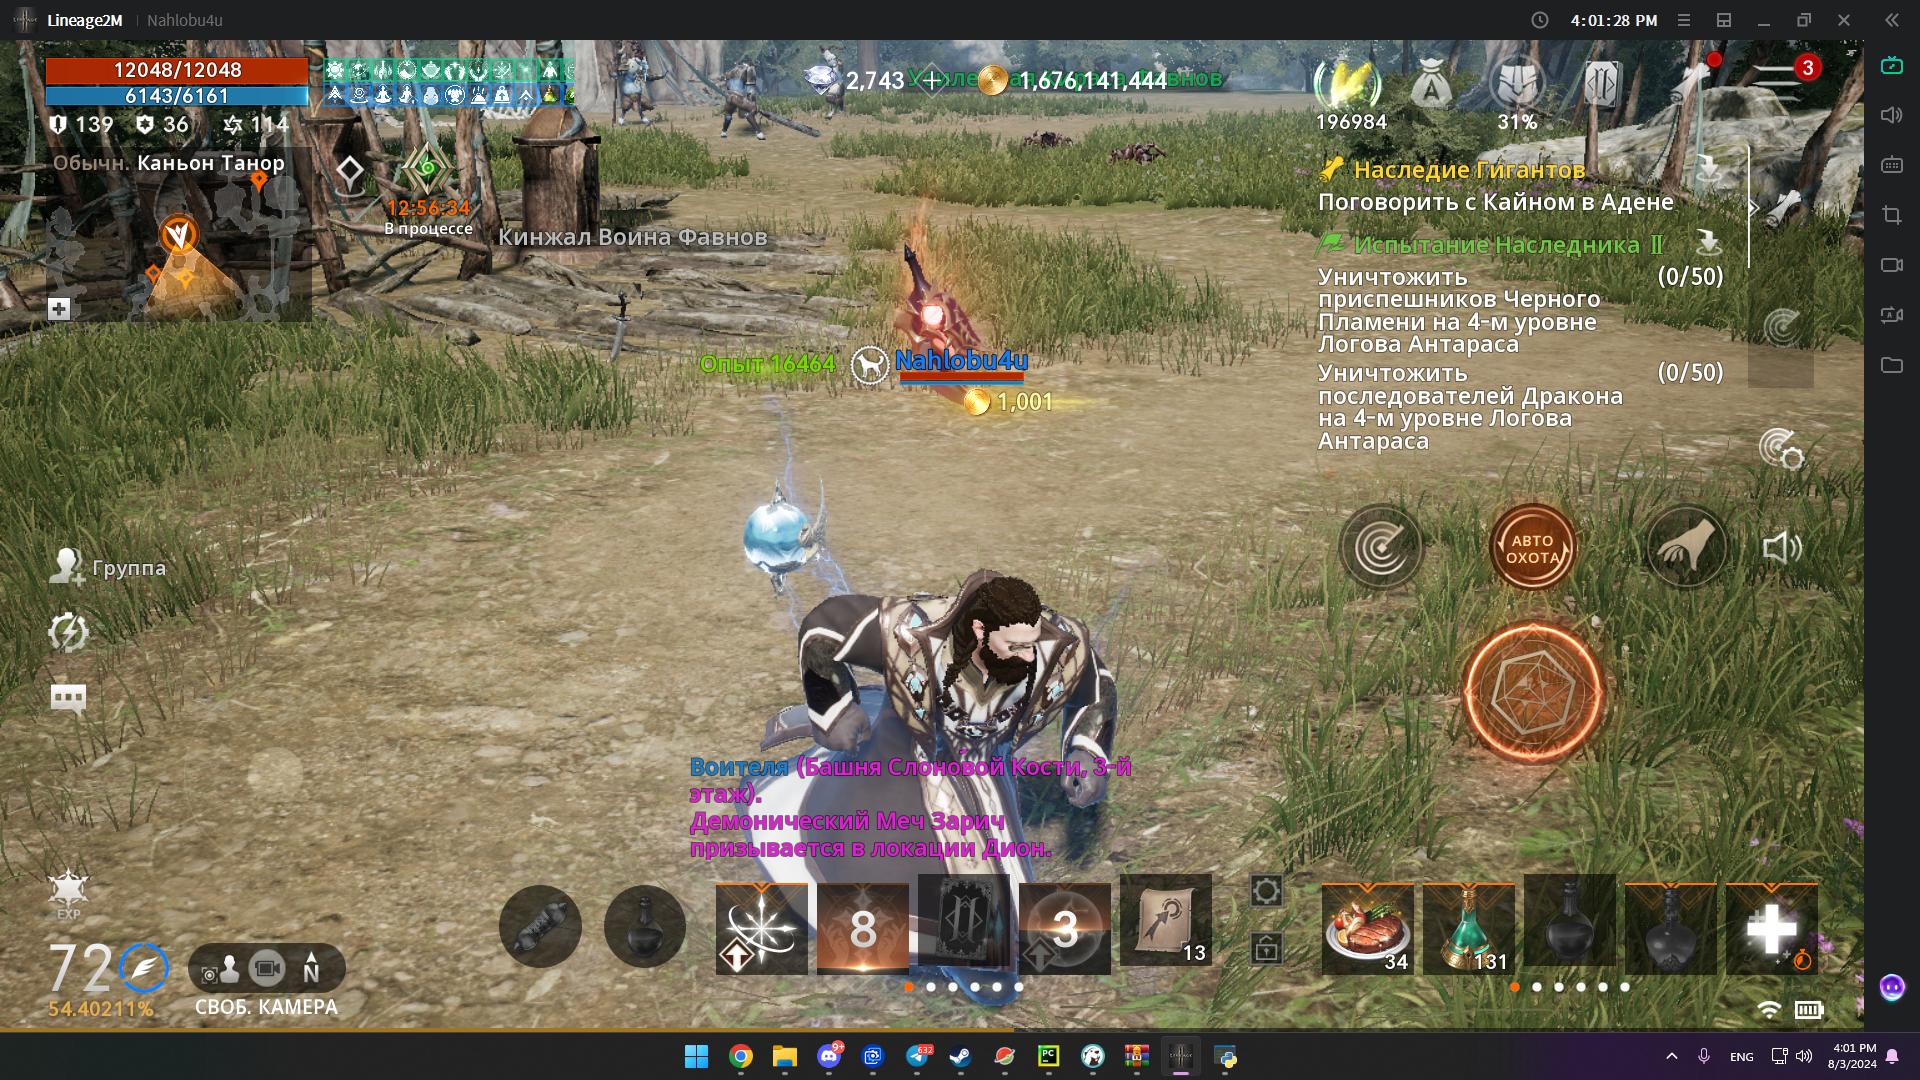 Lineage2M
Nahlobu4u
4:01:28 PM
12048/12048
6143/6161
139
36
114
2,743
1,676,141,444
196984
31%
3
Обычн. Каньон Танор
12:56:34
В процессе
Кинжал Воина Фавнов
Наследие Гигантов
Поговорить с Кайном в Адене
Испытание Наследника II
Уничтожить (0/50)
приспешников Черного
Пламени на 4-м уровне
Логова Антараса
Уничтожить (0/50)
последователей Дракона
на 4-м уровне Логова
Антараса
Опыт 16464
Nahlobu4u
1,001
АВТО
ОХОТА
Группа
Воителя (Башня Слоновой Кости, 3-й
этаж).
Демонический Меч Зарич
призывается в локации Дион.
EXP
72
54.40211%
N
СВОБ. КАМЕРА
8
3
13
34
131
9+
632
PC
ENG
4:01 PM
8/3/2024